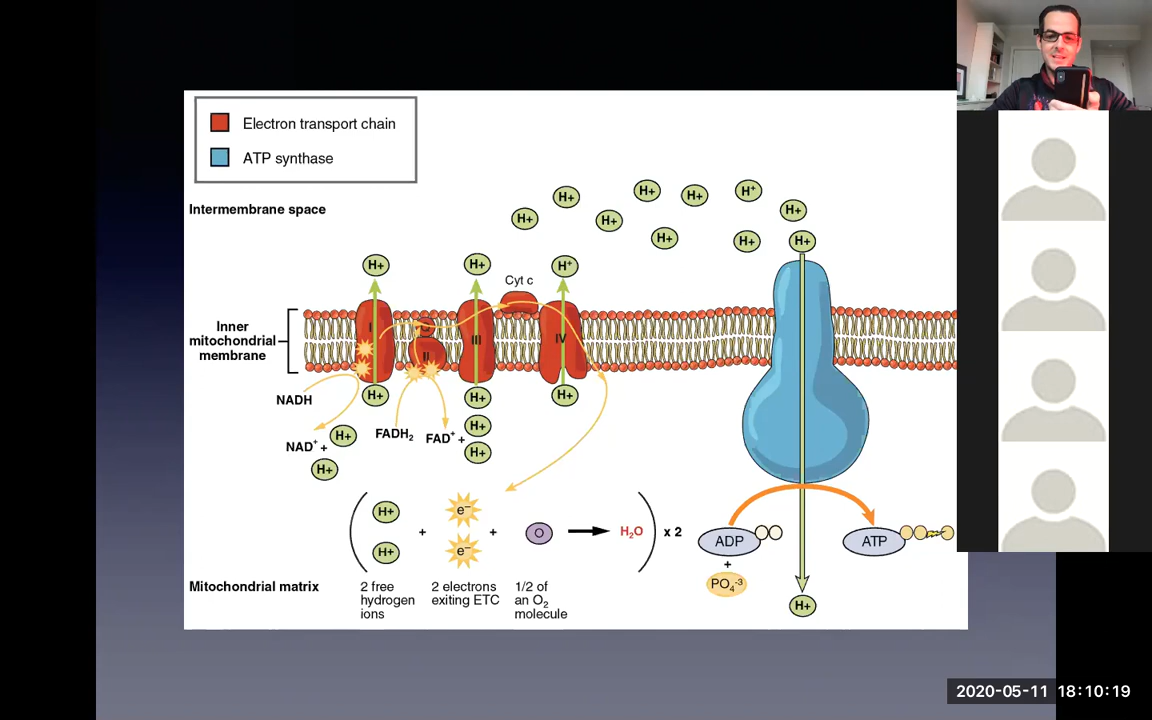 Electron transport chain
ATP synthase
Intermembrane space
H+
H+
H+
H+
H+
H+
H+
H+
H+
H+
H+
H+
H+
Cyt c
Inner
mitochondrial
membrane
I
Q
II
III
IV
H+
H+
H+
NADH
NAD+ +
H+
H+
FADH2
FAD+ +
H+
H+
H+
H+
e−
+
e−
+
O
H2O
x 2
ADP
+
PO4-3
ATP
H+
Mitochondrial matrix
2 free
hydrogen
ions
2 electrons
exiting ETC
1/2 of
an O2
molecule
2020-05-11 18:10:19